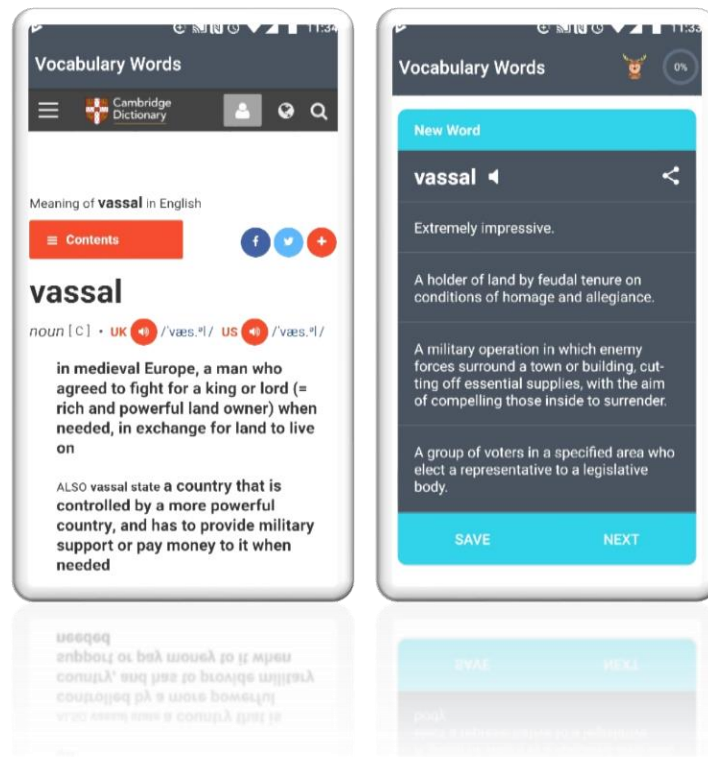 11:34
Vocabulary Words
Cambridge
Dictionary
Meaning of vassal in English
Contents
vassal
noun [ C ] • UK /ˈvæs.ᵊl/ US /ˈvæs.ᵊl/
in medieval Europe, a man who
agreed to fight for a king or lord (=
rich and powerful land owner) when
needed, in exchange for land to live
on
ALSO vassal state a country that is
controlled by a more powerful
country, and has to provide military
support or pay money to it when
needed
11:33
Vocabulary Words
0%
New Word
vassal
Extremely impressive.
A holder of land by feudal tenure on
conditions of homage and allegiance.
A military operation in which enemy
forces surround a town or building, cut-
ting off essential supplies, with the aim
of compelling those inside to surrender.
A group of voters in a specified area who
elect a representative to a legislative
body.
SAVE NEXT